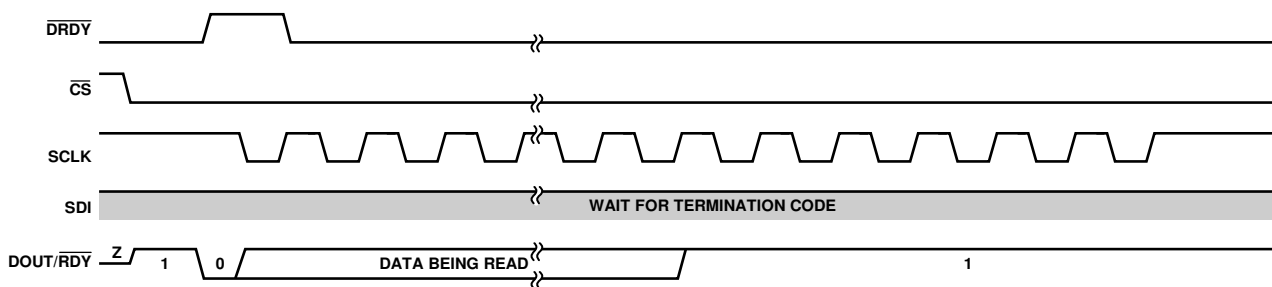 DRDY
CS
SCLK
SDI
WAIT FOR TERMINATION CODE
DOUT/RDY
Z
1
0
DATA BEING READ
1